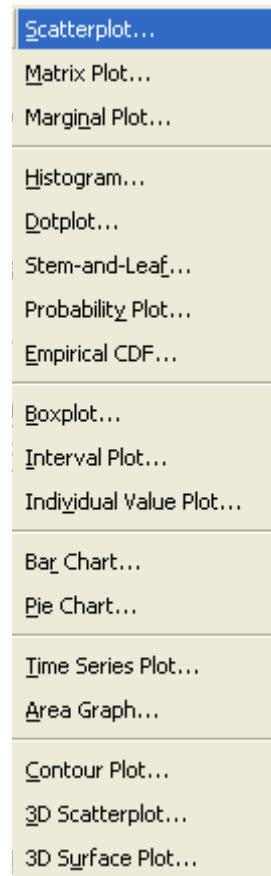 Scatterplot...
Matrix Plot...
Marginal Plot...
Histogram...
Dotplot...
Stem-and-Leaf...
Probability Plot...
Empirical CDF...
Boxplot...
Interval Plot...
Individual Value Plot...
Bar Chart...
Pie Chart...
Time Series Plot...
Area Graph...
Contour Plot...
3D Scatterplot...
3D Surface Plot...